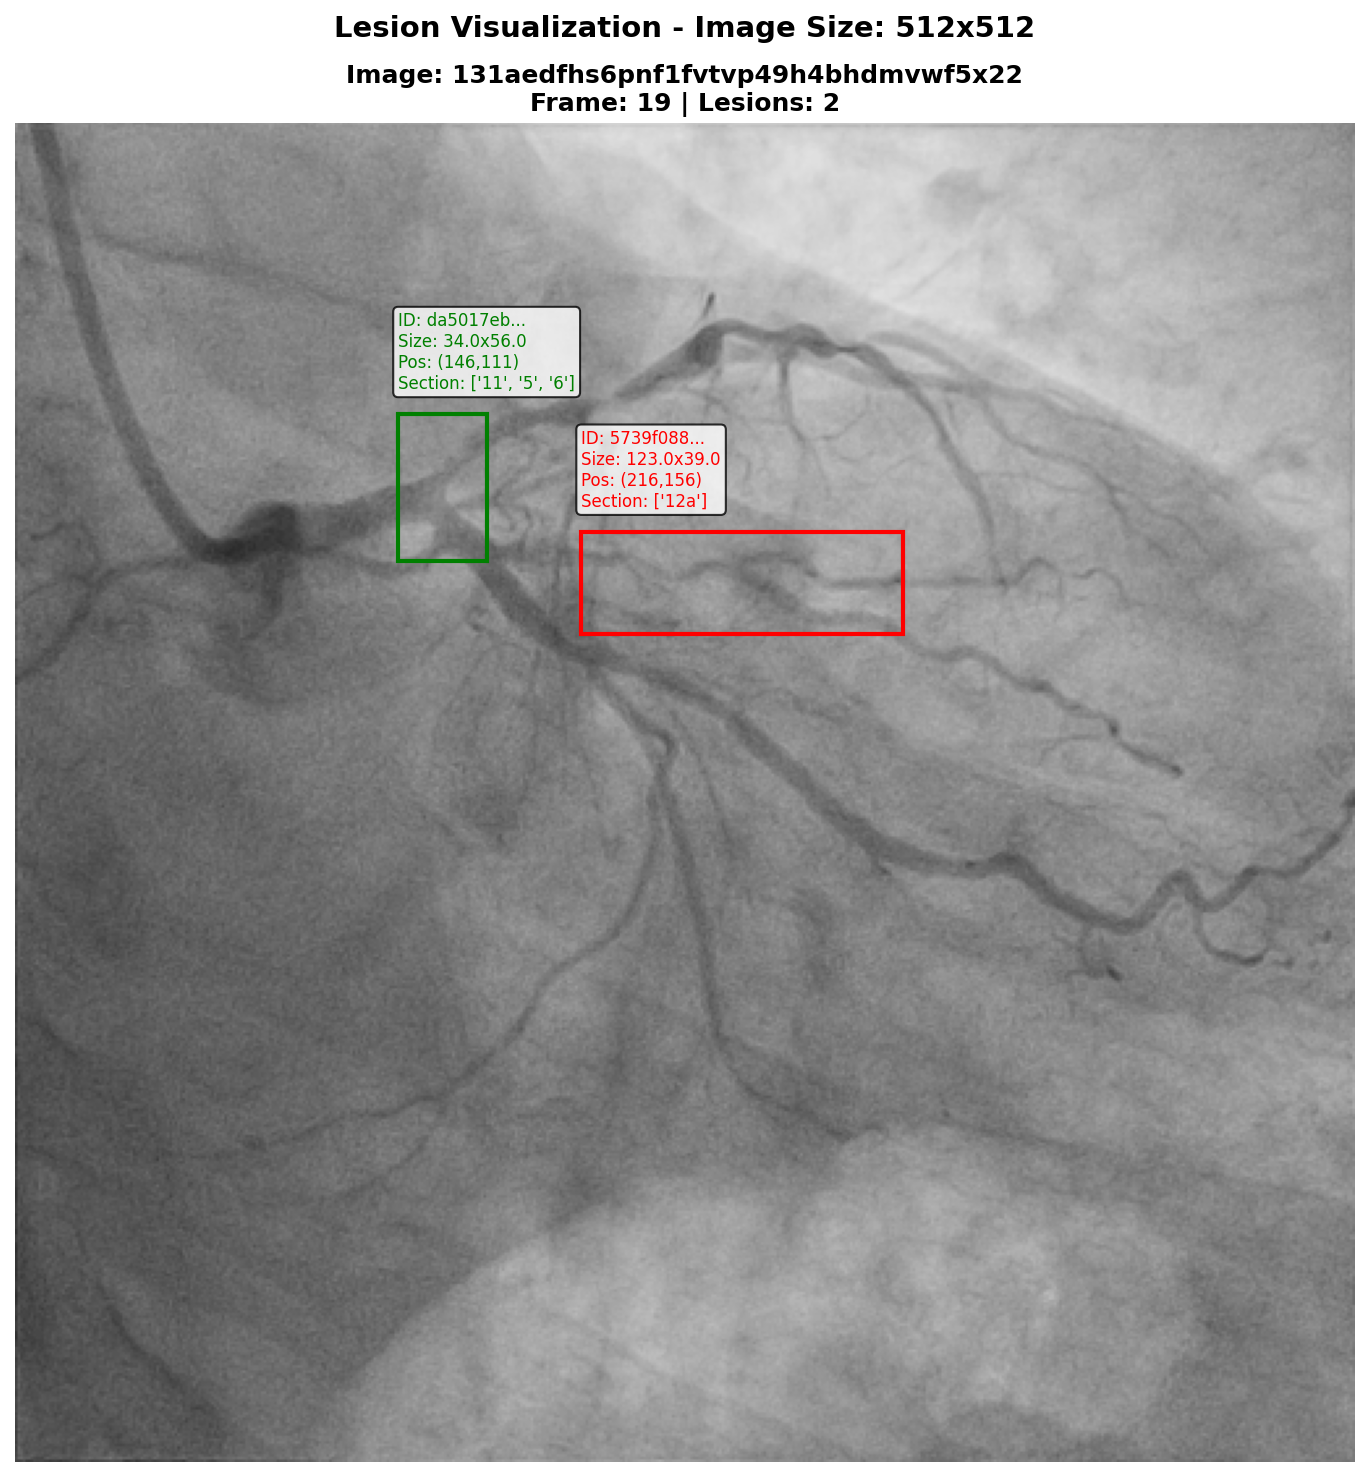 Lesion Visualization - Image Size: 512x512
Image: 131aedfhs6pnf1fvtvp49h4bhdmvwf5x22
Frame: 19 | Lesions: 2
ID: da5017eb...
Size: 34.0x56.0
Pos: (146,111)
Section: ['11', '5', '6']
ID: 5739f088...
Size: 123.0x39.0
Pos: (216,156)
Section: ['12a']